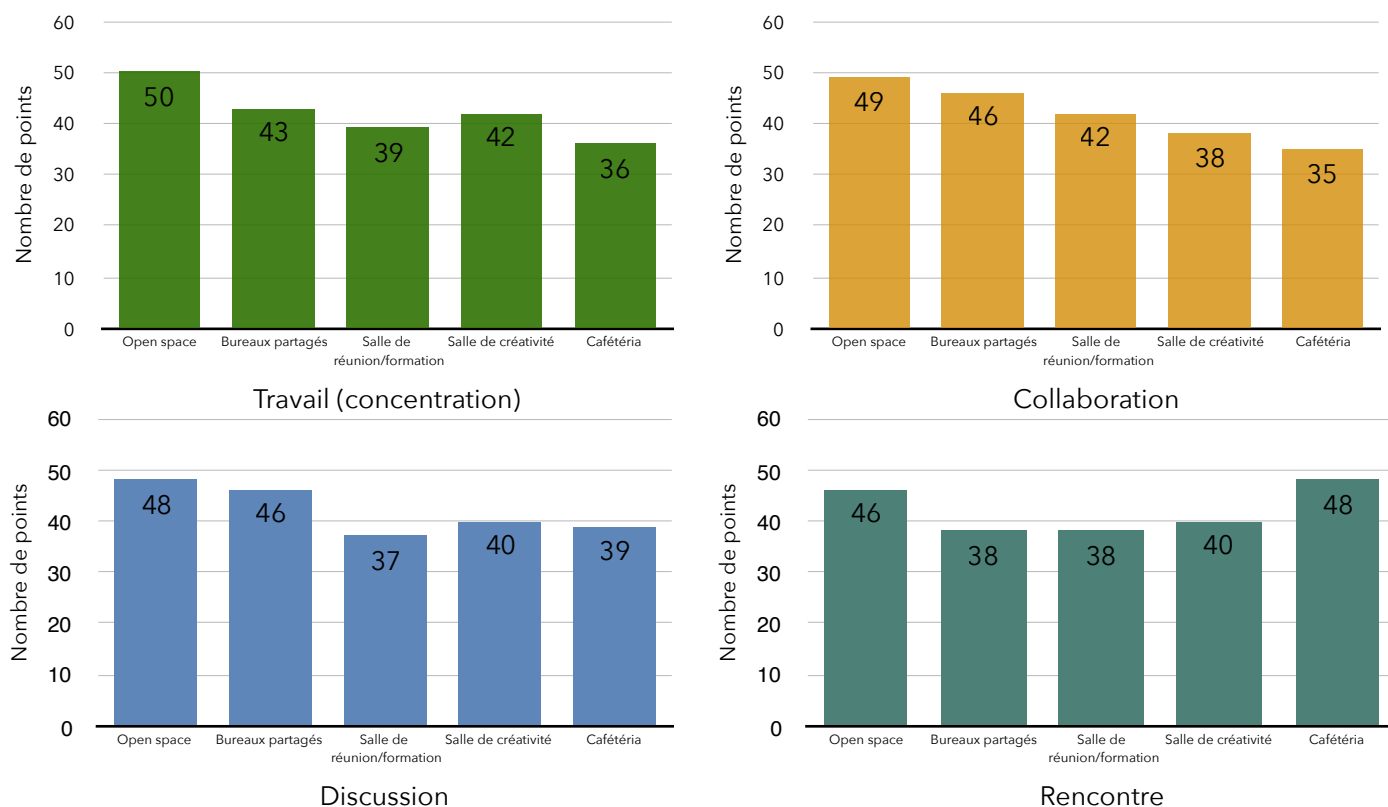 Nombre de points
60
50
40
30
20
10
0
50
43
39
42
36
Open space
Bureaux partagés
Salle de
réunion/formation
Salle de créativité
Cafétéria
Travail (concentration)
Nombre de points
60
50
40
30
20
10
0
49
46
42
38
35
Open space
Bureaux partagés
Salle de
réunion/formation
Salle de créativité
Cafétéria
Collaboration
Nombre de points
60
50
40
30
20
10
0
48
46
37
40
39
Open space
Bureaux partagés
Salle de
réunion/formation
Salle de créativité
Cafétéria
Discussion
Nombre de points
60
50
40
30
20
10
0
46
38
38
40
48
Open space
Bureaux partagés
Salle de
réunion/formation
Salle de créativité
Cafétéria
Rencontre